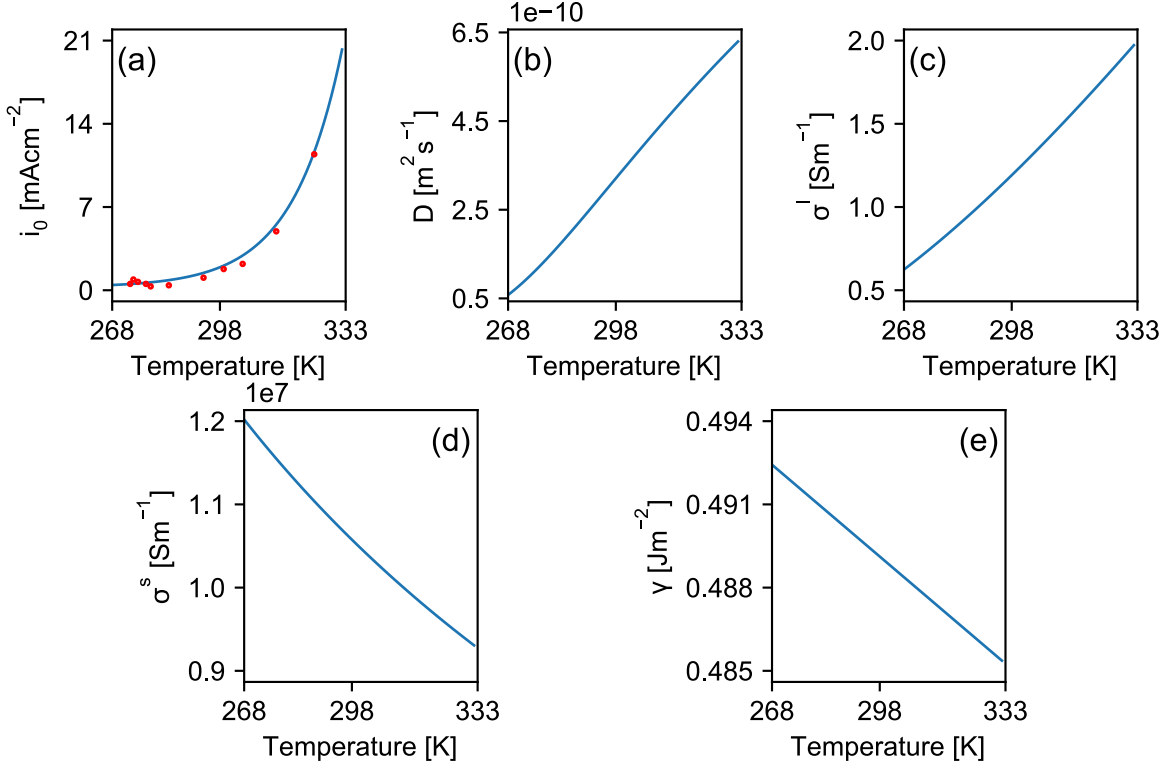 1e−10
21
14
7
0
(a)
i₀ [mAcm⁻²]
268 298 333
Temperature [K]
6.5
4.5
2.5
0.5
(b)
D [m² s⁻¹]
268 298 333
Temperature [K]
2.0
1.5
1.0
0.5
(c)
σˡ [Sm⁻¹]
268 298 333
Temperature [K]
1e7
1.2
1.1
1.0
0.9
(d)
σˢ [Sm⁻¹]
268 298 333
Temperature [K]
0.494
0.491
0.488
0.485
(e)
γ [Jm⁻²]
268 298 333
Temperature [K]